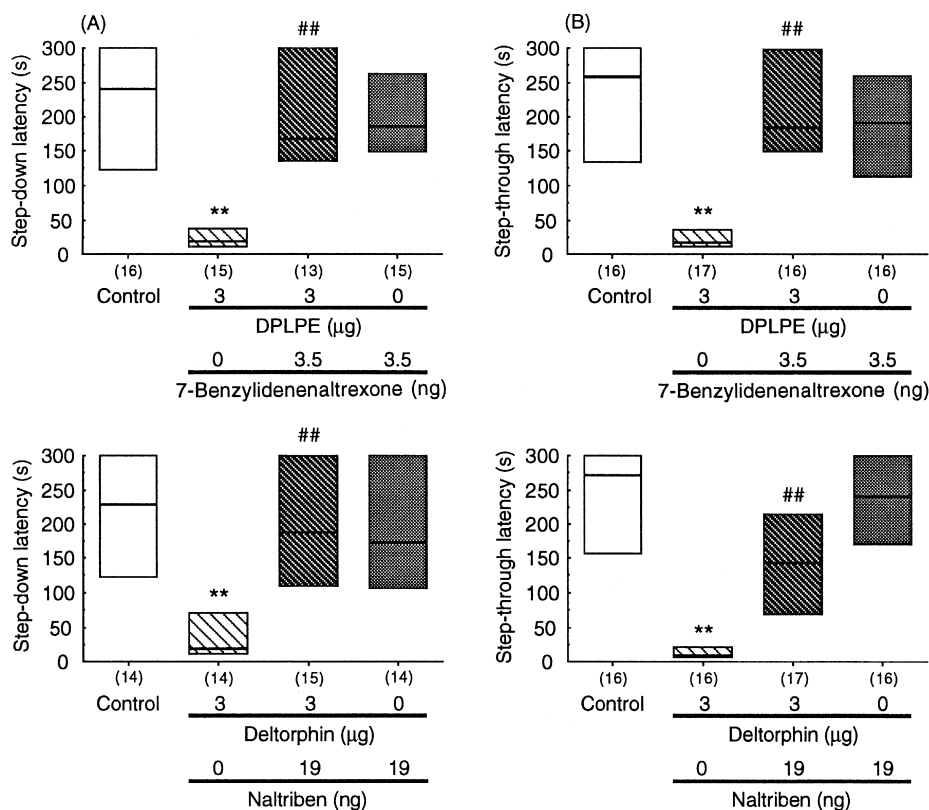 (A)
##
Step-down latency (s)
300
250
200
150
100
50
0
**
(16) (15) (13) (15)
Control 3 3 0
DPLPE (μg)
0 3.5 3.5
7-Benzylidenenaltrexone (ng)
(B)
##
Step-through latency (s)
300
250
200
150
100
50
0
**
(16) (17) (16) (16)
Control 3 3 0
DPLPE (μg)
0 3.5 3.5
7-Benzylidenenaltrexone (ng)
##
Step-down latency (s)
300
250
200
150
100
50
0
**
(14) (14) (15) (14)
Control 3 3 0
Deltorphin (μg)
0 19 19
Naltriben (ng)
##
Step-through latency (s)
300
250
200
150
100
50
0
**
(16) (16) (17) (16)
Control 3 3 0
Deltorphin (μg)
0 19 19
Naltriben (ng)